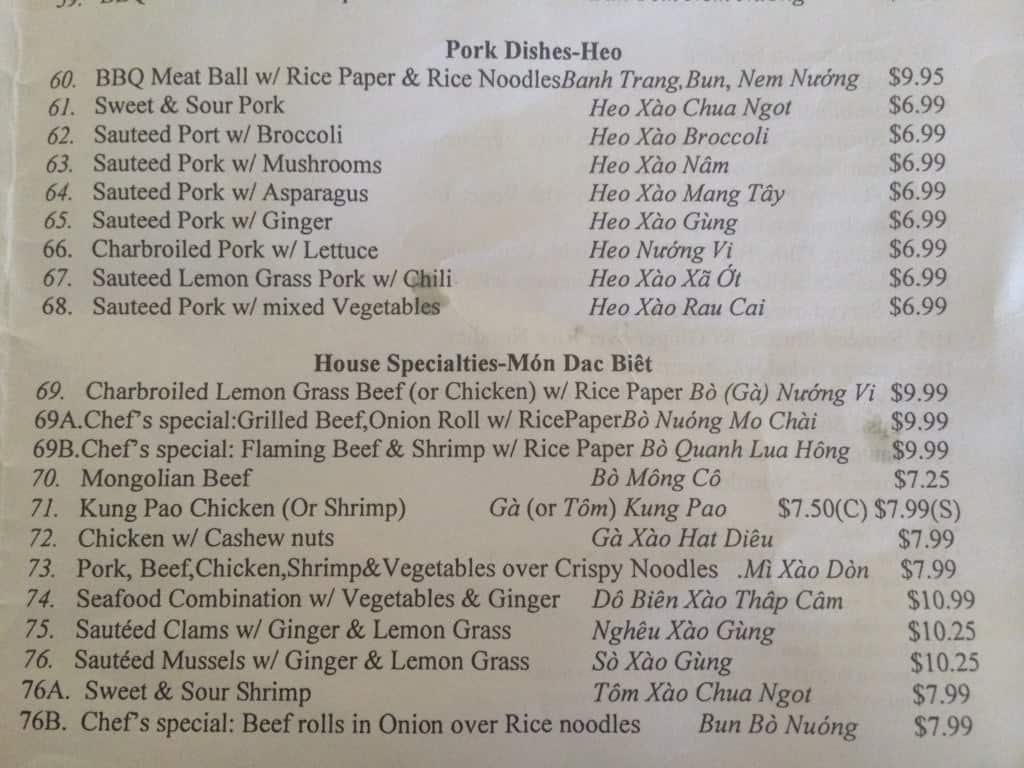 Pork Dishes-Heo
60. BBQ Meat Ball w/ Rice Paper & Rice Noodles Banh Trang,Bun, Nem Nướng $9.95
61. Sweet & Sour Pork Heo Xào Chua Ngot $6.99
62. Sauteed Port w/ Broccoli Heo Xào Broccoli $6.99
63. Sauteed Pork w/ Mushrooms Heo Xào Nâm $6.99
64. Sauteed Pork w/ Asparagus Heo Xào Mang Tây $6.99
65. Sauteed Pork w/ Ginger Heo Xào Gùng $6.99
66. Charbroiled Pork w/ Lettuce Heo Nướng Vi $6.99
67. Sauteed Lemon Grass Pork w/ Chili Heo Xào Xã Ớt $6.99
68. Sauteed Pork w/ mixed Vegetables Heo Xào Rau Cai $6.99
House Specialties-Món Dac Biêt
69. Charbroiled Lemon Grass Beef (or Chicken) w/ Rice Paper Bò (Gà) Nướng Vi $9.99
69A.Chef's special:Grilled Beef,Onion Roll w/ RicePaper Bò Nuóng Mo Chài $9.99
69B.Chef's special: Flaming Beef & Shrimp w/ Rice Paper Bò Quanh Lua Hông $9.99
70. Mongolian Beef Bò Mông Cô $7.25
71. Kung Pao Chicken (Or Shrimp) Gà (or Tôm) Kung Pao $7.50(C) $7.99(S)
72. Chicken w/ Cashew nuts Gà Xào Hat Diêu $7.99
73. Pork, Beef,Chicken,Shrimp&Vegetables over Crispy Noodles .Mì Xào Dòn $7.99
74. Seafood Combination w/ Vegetables & Ginger Dô Biên Xào Thâp Câm $10.99
75. Sautéed Clams w/ Ginger & Lemon Grass Nghêu Xào Gùng $10.25
76. Sautéed Mussels w/ Ginger & Lemon Grass Sò Xào Gùng $10.25
76A. Sweet & Sour Shrimp Tôm Xào Chua Ngot $7.99
76B. Chef's special: Beef rolls in Onion over Rice noodles Bun Bò Nuóng $7.99